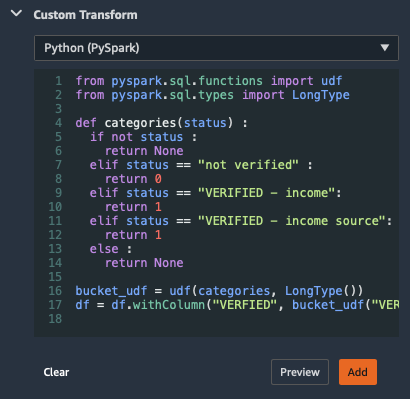 Custom Transform
Python (PySpark)
1 from pyspark.sql.functions import udf
2 from pyspark.sql.types import LongType
3
4 def categories(status) :
5 if not status :
6 return None
7 elif status == "not verified" :
8 return 0
9 elif status == "VERIFIED - income":
10 return 1
11 elif status == "VERIFIED - income source":
12 return 1
13 else :
14 return None
15
16 bucket_udf = udf(categories, LongType())
17 df = df.withColumn("VERFIED", bucket_udf("VER
18
Clear
Preview
Add